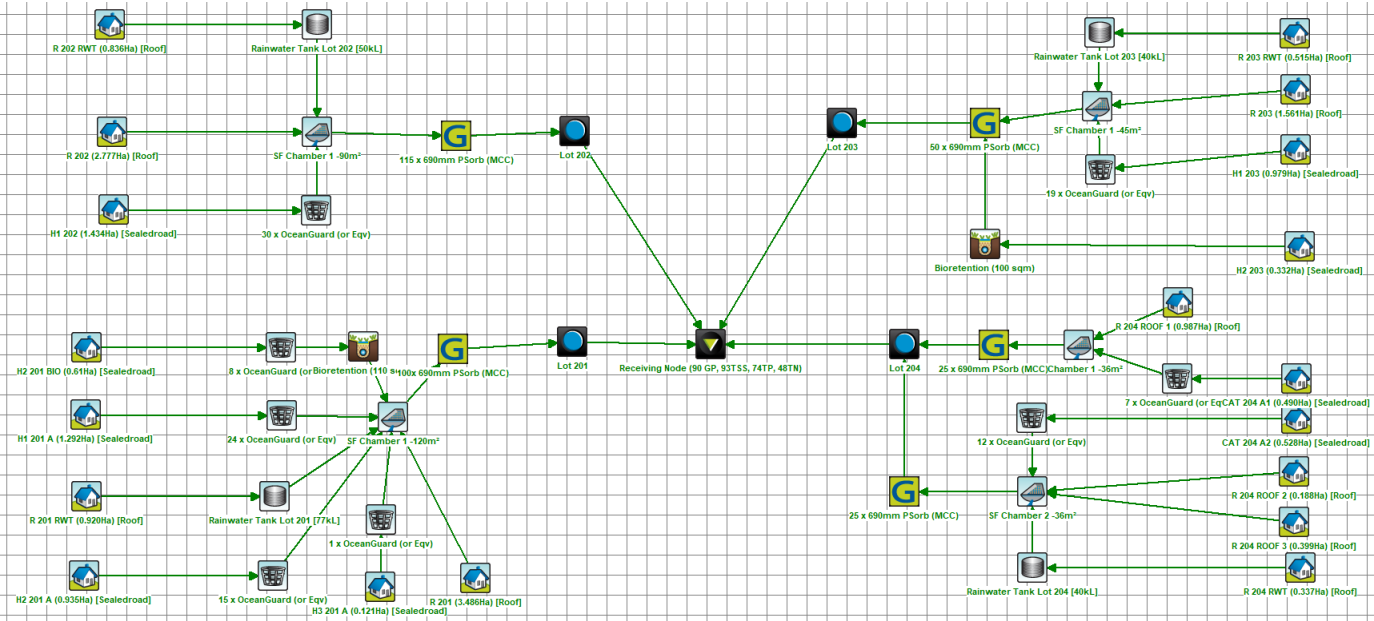 R 202 RWT (0.836Ha) [Roof]
Rainwater Tank Lot 202 [50kL]
R 202 (2.777Ha) [Roof]
SF Chamber 1 -90m²
115 x 690mm PSorb (MCC)
Lot 202
H1 202 (1.434Ha) [Sealedroad]
30 x OceanGuard (or Eqv)
Rainwater Tank Lot 203 [40kL]
R 203 RWT (0.515Ha) [Roof]
R 203 (1.561Ha) [Roof]
SF Chamber 1 -45m²
Lot 203
50 x 690mm PSorb (MCC)
H1 203 (0.979Ha) [Sealedroad]
19 x OceanGuard (or Eqv)
Bioretention (100 sqm)
H2 203 (0.332Ha) [Sealedroad]
R 204 ROOF 1 (0.987Ha) [Roof]
H2 201 BIO (0.61Ha) [Sealedroad]
8 x OceanGuard (or
Bioretention (110 s
100x 690mm PSorb (MCC)
Lot 201
Receiving Node (90 GP, 93TSS, 74TP, 48TN)
Lot 204
25 x 690mm PSorb (MCC)
Chamber 1 -36m²
7 x OceanGuard (or Eq
CAT 204 A1 (0.490Ha) [Sealedroad]
H1 201 A (1.292Ha) [Sealedroad]
24 x OceanGuard (or Eqv)
SF Chamber 1 -120m²
12 x OceanGuard (or Eqv)
CAT 204 A2 (0.528Ha) [Sealedroad]
R 204 ROOF 2 (0.188Ha) [Roof]
R 201 RWT (0.920Ha) [Roof]
Rainwater Tank Lot 201 [77kL]
25 x 690mm PSorb (MCC)
SF Chamber 2 -36m²
1 x OceanGuard (or Eqv)
R 204 ROOF 3 (0.399Ha) [Roof]
H2 201 A (0.935Ha) [Sealedroad]
15 x OceanGuard (or Eqv)
H3 201 A (0.121Ha) [Sealedroad]
R 201 (3.486Ha) [Roof]
Rainwater Tank Lot 204 [40kL]
R 204 RWT (0.337Ha) [Roof]